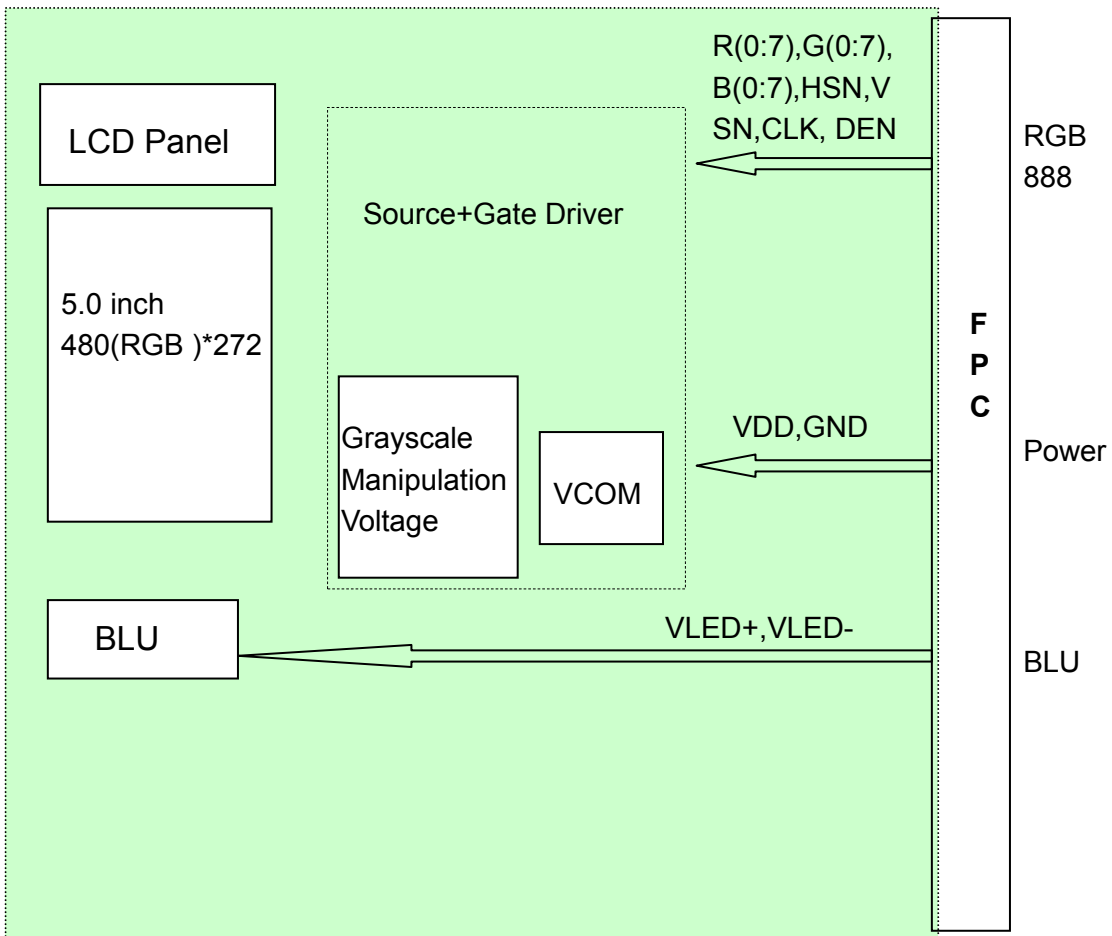 R(0:7),G(0:7),
B(0:7),HSN,V
SN,CLK, DEN
RGB
888
LCD Panel
Source+Gate Driver
5.0 inch
480(RGB )*272
F
P
C
Grayscale
Manipulation
Voltage
VCOM
VDD,GND
Power
BLU
VLED+,VLED-
BLU